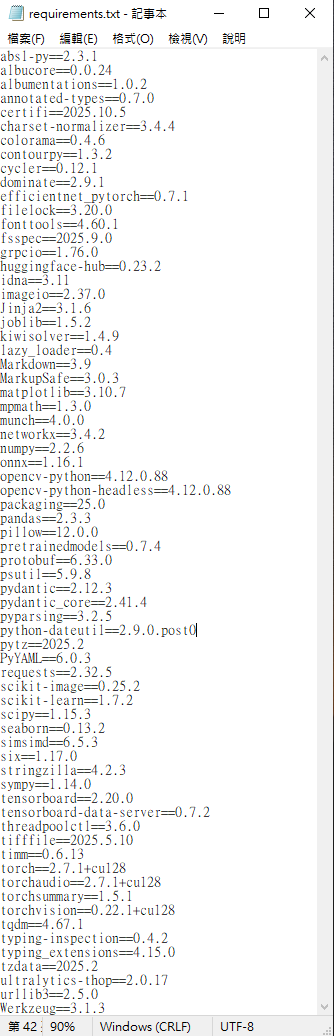 requirements.txt - 記事本
檔案(F) 編輯(E) 格式(O) 檢視(V) 說明
absl-py==2.3.1
albucore==0.0.24
albumentations==1.0.2
annotated-types==0.7.0
certifi==2025.10.5
charset-normalizer==3.4.4
colorama==0.4.6
contourpy==1.3.2
cycler==0.12.1
dominate==2.9.1
efficientnet_pytorch==0.7.1
filelock==3.20.0
fonttools==4.60.1
fsspec==2025.9.0
grpcio==1.76.0
huggingface-hub==0.23.2
idna==3.11
imageio==2.37.0
Jinja2==3.1.6
joblib==1.5.2
kiwisolver==1.4.9
lazy_loader==0.4
Markdown==3.9
MarkupSafe==3.0.3
matplotlib==3.10.7
mpmath==1.3.0
munch==4.0.0
networkx==3.4.2
numpy==2.2.6
onnx==1.16.1
opencv-python==4.12.0.88
opencv-python-headless==4.12.0.88
packaging==25.0
pandas==2.3.3
pillow==12.0.0
pretrainedmodels==0.7.4
protobuf==6.33.0
psutil==5.9.8
pydantic==2.12.3
pydantic_core==2.41.4
pyparsing==3.2.5
python-dateutil==2.9.0.post0
pytz==2025.2
PyYAML==6.0.3
requests==2.32.5
scikit-image==0.25.2
scikit-learn==1.7.2
scipy==1.15.3
seaborn==0.13.2
simsimd==6.5.3
six==1.17.0
stringzilla==4.2.3
sympy==1.14.0
tensorboard==2.20.0
tensorboard-data-server==0.7.2
threadpoolctl==3.6.0
tifffile==2025.5.10
timm==0.6.13
torch==2.7.1+cu128
torchaudio==2.7.1+cu128
torchsummary==1.5.1
torchvision==0.22.1+cu128
tqdm==4.67.1
typing-inspection==0.4.2
typing_extensions==4.15.0
tzdata==2025.2
ultralytics-thop==2.0.17
urllib3==2.5.0
Werkzeug==3.1.3
第 42 90% Windows (CRLF) UTF-8